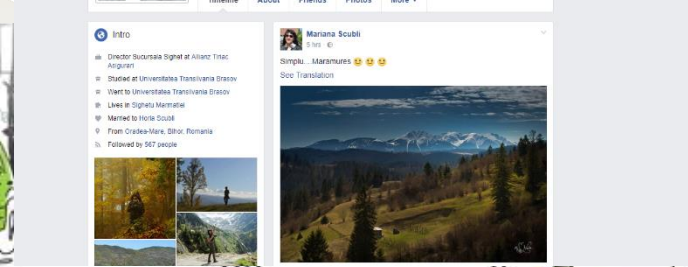 Timeline About Friends Photos More
Intro
Director Sucursala Sighet at Allianz Tiriac
Asigurari
Studied at Universitatea Transilvania Brasov
Went to Universitatea Transilvania Brasov
Lives in Sighetu Marmatiei
Married to Horia Scubli
From Oradea-Mare, Bihor, Romania
Followed by 567 people
Mariana Scubli
5 hrs ·
Simplu....Maramures
See Translation